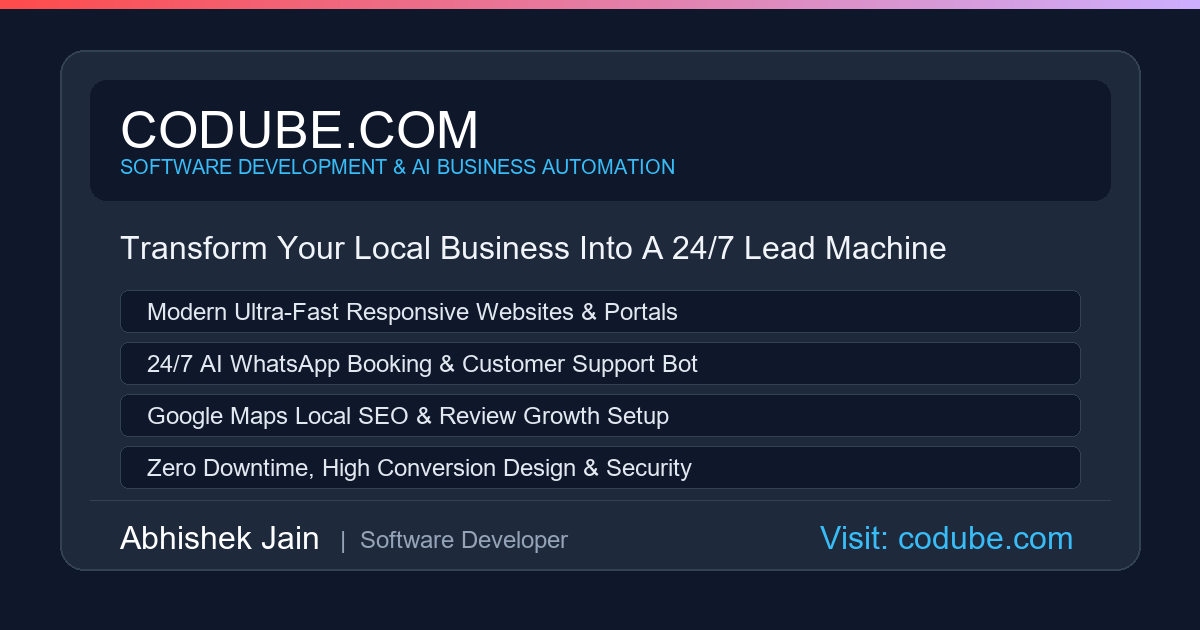 CODUBE.COM
SOFTWARE DEVELOPMENT & AI BUSINESS AUTOMATION
Transform Your Local Business Into A 24/7 Lead Machine
Modern Ultra-Fast Responsive Websites & Portals
24/7 AI WhatsApp Booking & Customer Support Bot
Google Maps Local SEO & Review Growth Setup
Zero Downtime, High Conversion Design & Security
Abhishek Jain | Software Developer
Visit: codube.com